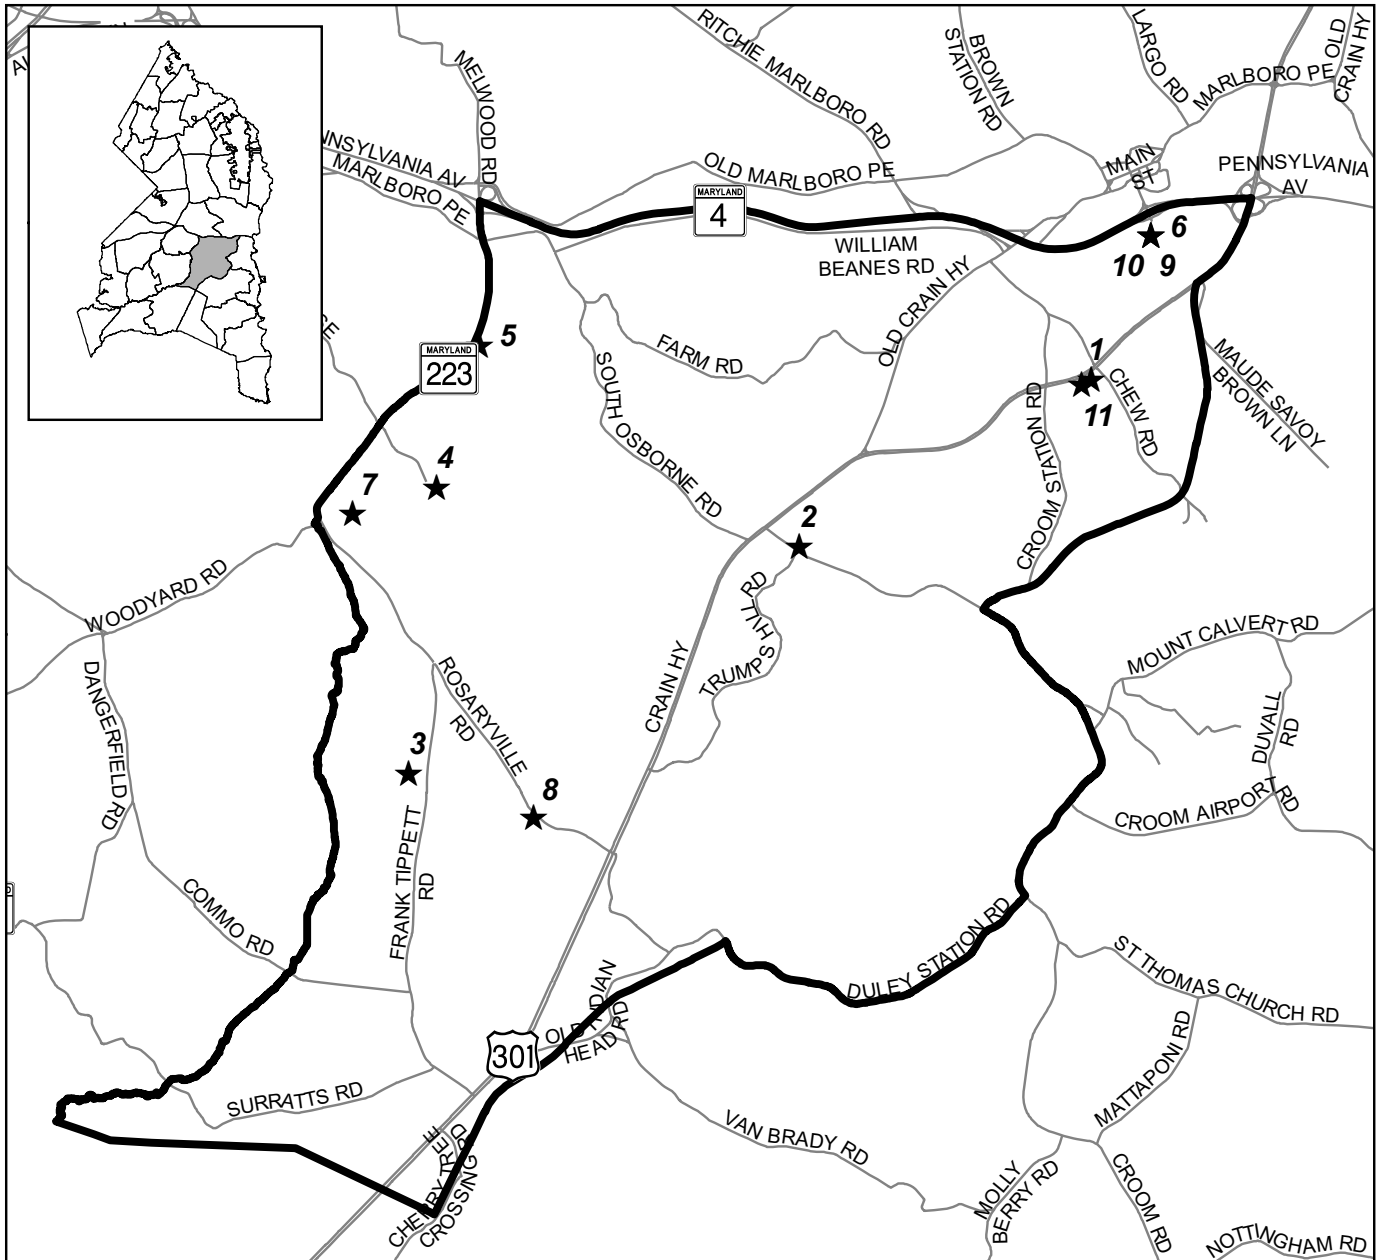 MELWOOD RD
RITCHIE MARLBORO RD
BROWN
STATION RD
LARGO RD
MARLBORO PE
OLD
CRAIN HY
NNSYLVANIA AV
MARLBORO PE
OLD MARLBORO PE
MAIN
ST
PENNSYLVANIA
AV
MARYLAND
4
WILLIAM
BEANES RD
6
10 9
OLD CRAIN HY
5
MARYLAND
223
FARM RD
1
11
CHEW RD
MAUDE SAVOY
BROWN LN
SOUTH OSBORNE RD
CROOM STATION RD
4
7
2
WOODYARD RD
TRUMPS HILL RD
MOUNT CALVERT RD
DANGERFIELD RD
ROSARYVILLE
RD
CRAIN HY
DUVALL
RD
3
8
CROOM AIRPORT RD
FRANK TIPPETT
RD
COMMO RD
DULEY STATION RD
ST THOMAS CHURCH RD
OLD INDIAN
HEAD RD
301
MATTAPONI RD
SURRATTS RD
VAN BRADY RD
CHERRY TREE
CROSSING RD
MOLLY
BERRY RD
CROOM RD
NOTTINGHAM RD